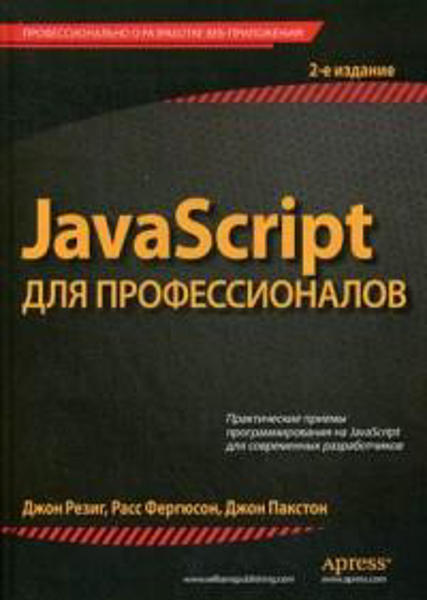 ПРОФЕССИОНАЛЬНО О РАЗРАБОТКЕ ВЕБ-ПРИЛОЖЕНИЙ
2-е издание
JavaScript
ДЛЯ ПРОФЕССИОНАЛОВ
Практические приемы
программирования на JavaScript
для современных разработчиков
Джон Резиг, Расс Фергюсон, Джон Пакстон
Apress®
www.williamspublishing.com
www.apress.com